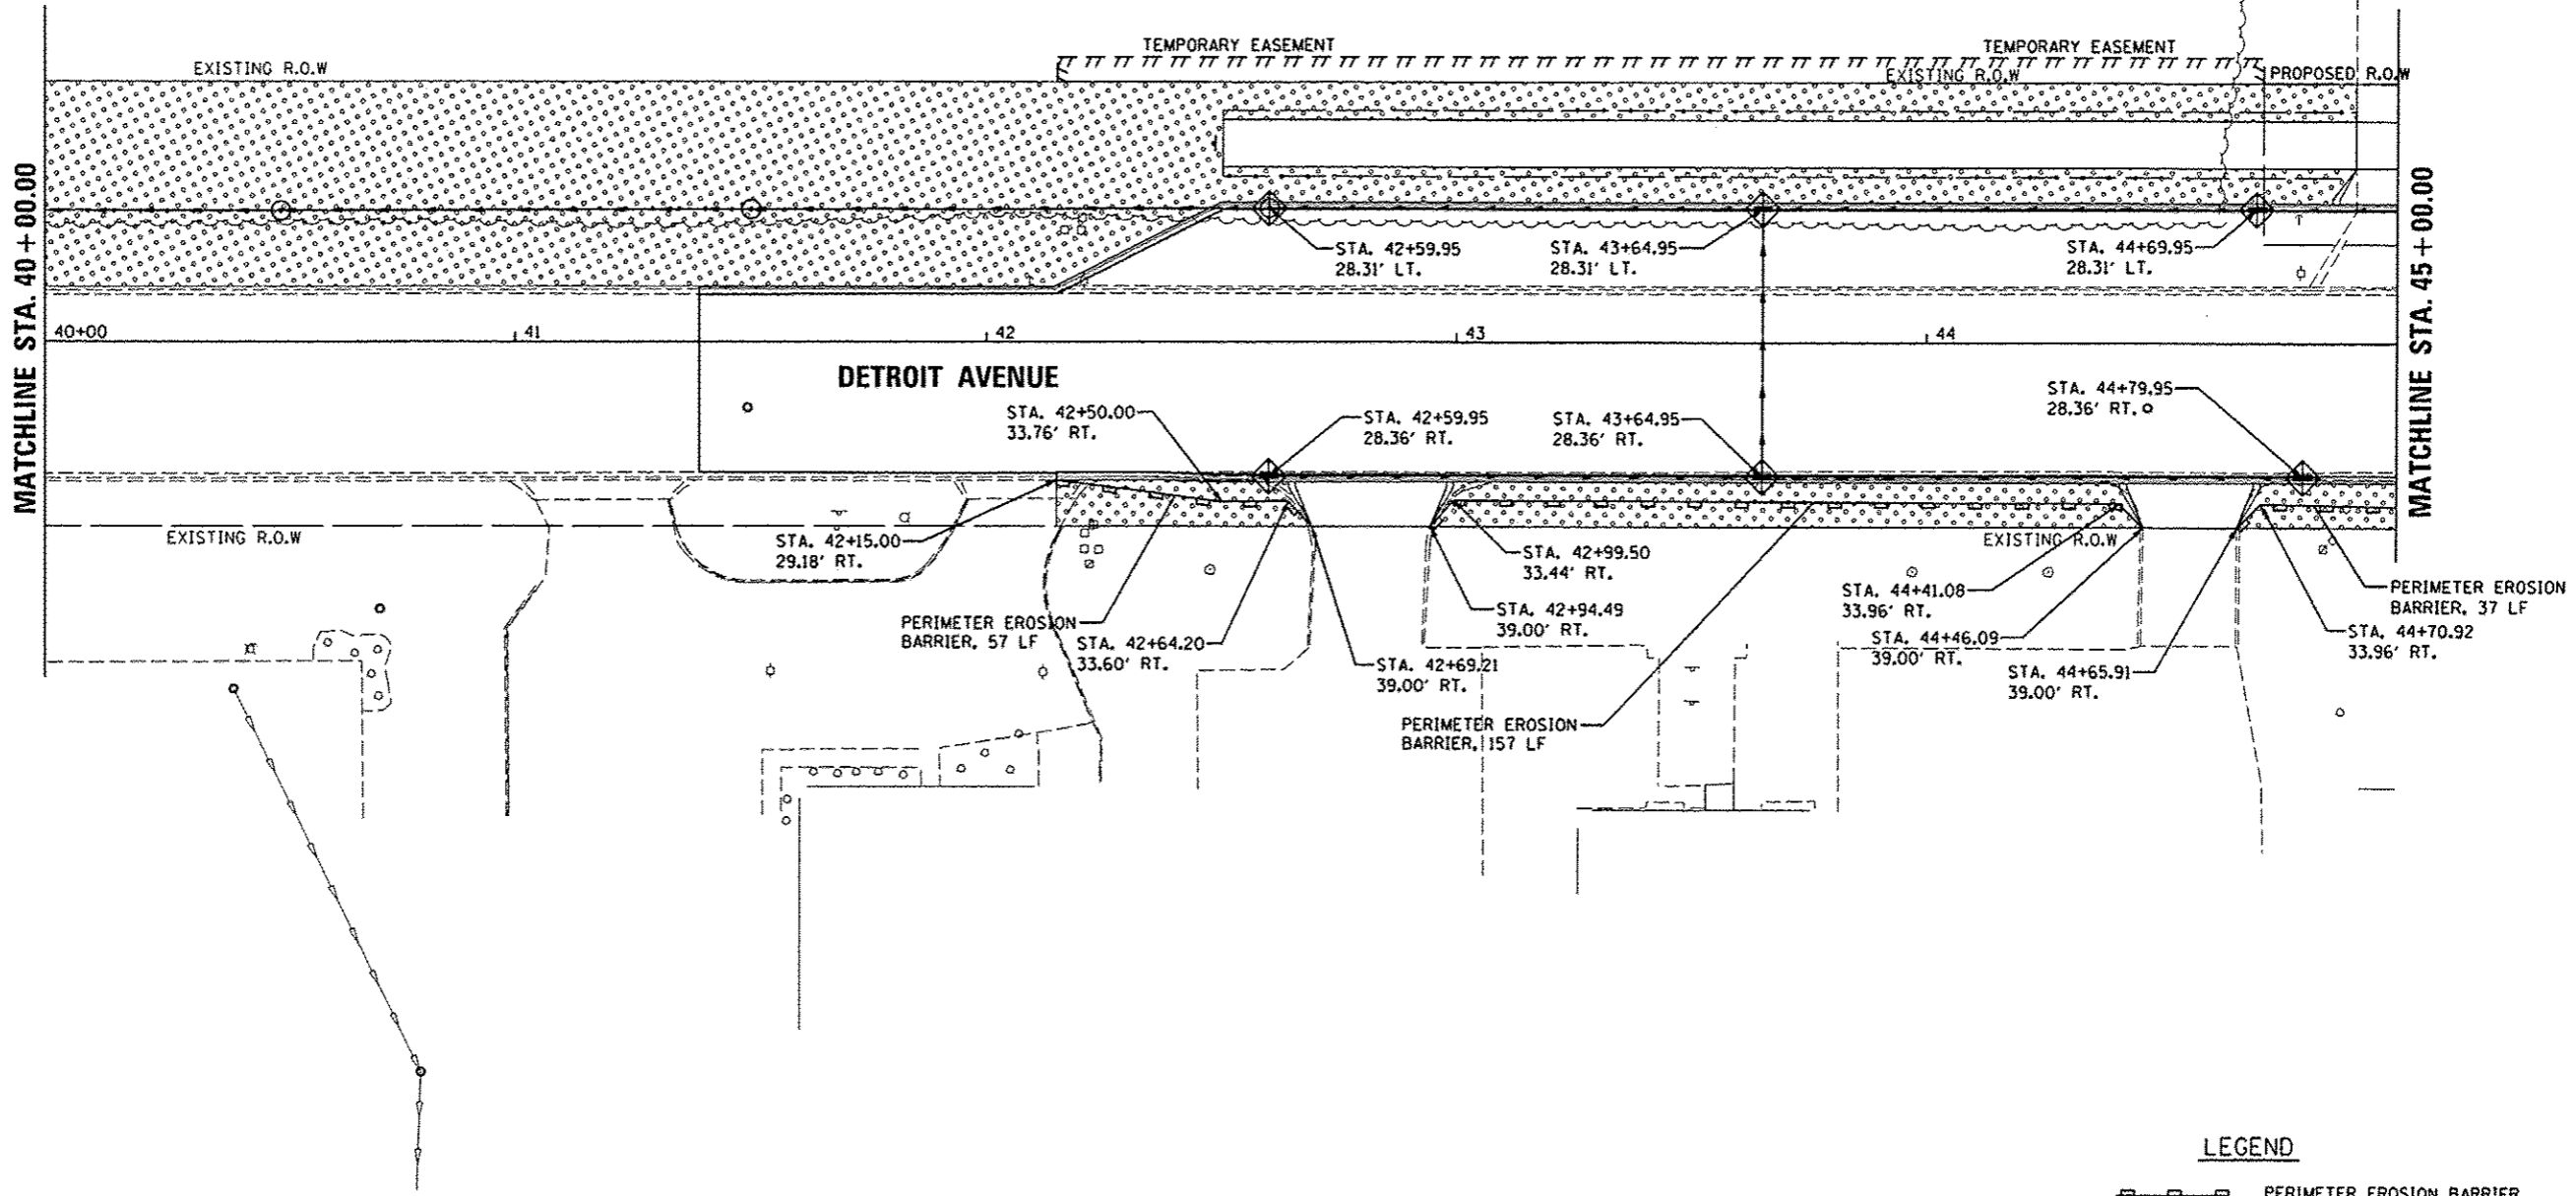 TEMPORARY EASEMENT
TEMPORARY EASEMENT
EXISTING R.O.W
EXISTING R.O.W
PROPOSED R.O.W
MATCHLINE STA. 40+00.00
MATCHLINE STA. 45+00.00
STA. 42+59.95
28.31' LT.
STA. 43+64.95
28.31' LT.
STA. 44+69.95
28.31' LT.
40+00
41
42
43
44
DETROIT AVENUE
STA. 42+50.00
33.76' RT.
STA. 42+59.95
28.36' RT.
STA. 43+64.95
28.36' RT.
STA. 44+79.95
28.36' RT.
EXISTING R.O.W
STA. 42+15.00
29.18' RT.
EXISTING R.O.W
STA. 42+99.50
33.44' RT.
PERIMETER EROSION
BARRIER, 57 LF
STA. 42+64.20
33.60' RT.
STA. 42+94.49
39.00' RT.
STA. 42+69.21
39.00' RT.
STA. 44+41.08
33.96' RT.
STA. 44+46.09
39.00' RT.
STA. 44+65.91
39.00' RT.
PERIMETER EROSION
BARRIER, 37 LF
STA. 44+70.92
33.96' RT.
PERIMETER EROSION
BARRIER, 157 LF
LEGEND
PERIMETER EROSION BARRIER